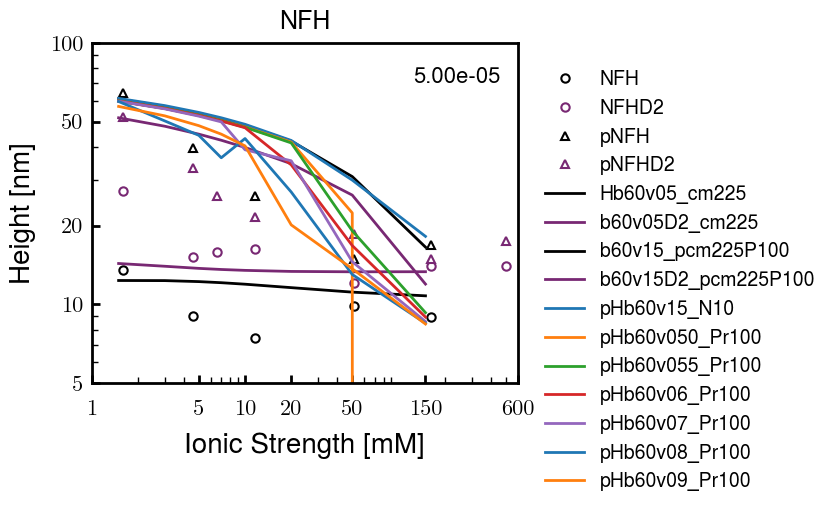 NFH
5.00e-05
Height [nm]
100
50
20
10
5
1
5
10
20
50
150
600
Ionic Strength [mM]
NFH
NFHD2
pNFH
pNFHD2
Hb60v05_cm225
b60v05D2_cm225
b60v15_pcm225P100
b60v15D2_pcm225P100
pHb60v15_N10
pHb60v050_Pr100
pHb60v055_Pr100
pHb60v06_Pr100
pHb60v07_Pr100
pHb60v08_Pr100
pHb60v09_Pr100